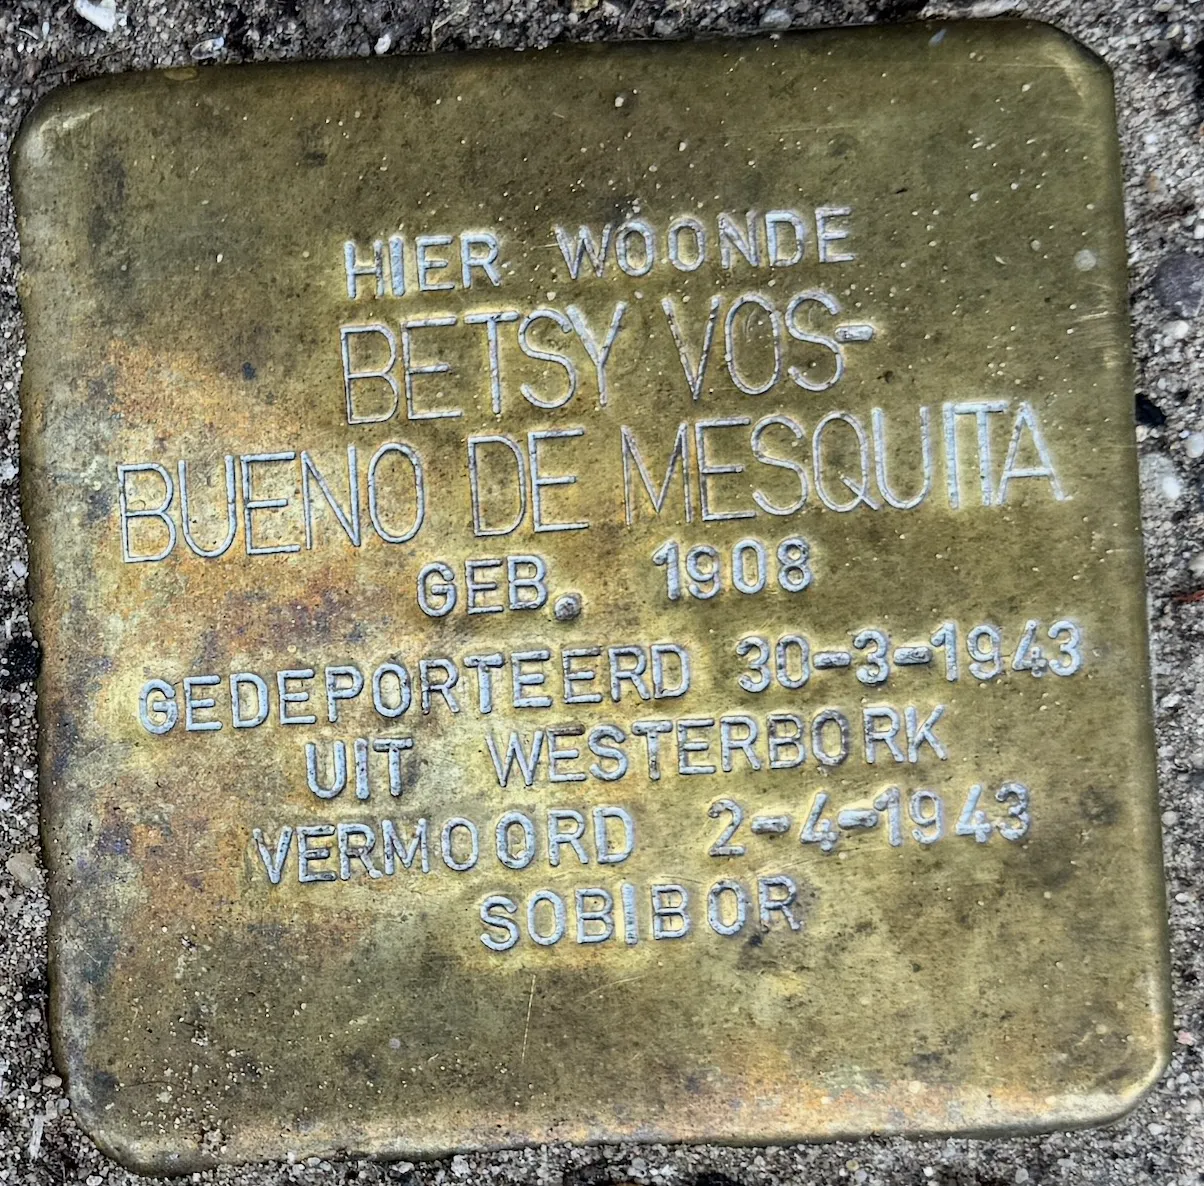 HIER WOONDE
BETSY VOS-
BUENO DE MESQUITA
GEB. 1908
GEDEPORTEERD 30-3-1943
UIT WESTERBORK
VERMOORD 2-4-1943
SOBIBOR